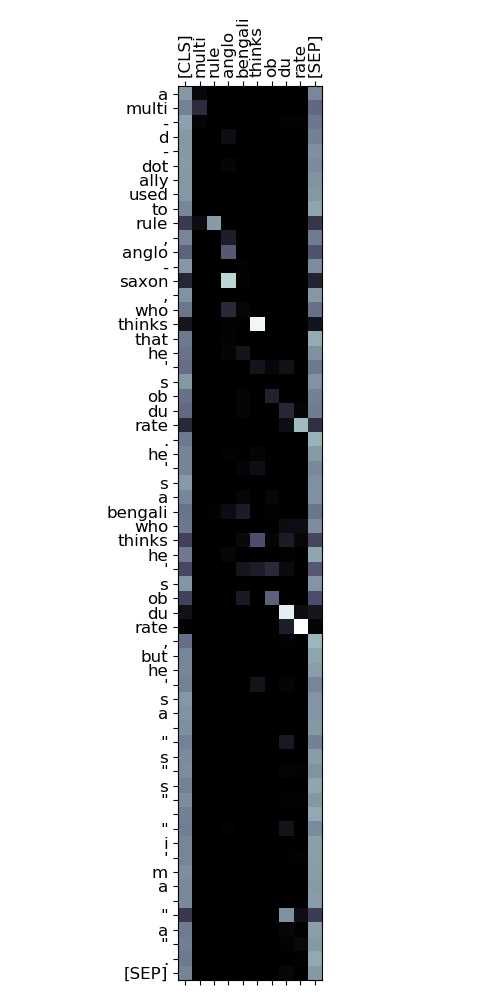 [CLS]
multi
rule
anglo
bengali
thinks
ob
du
rate
[SEP]
a
multi
-
d
-
dot
ally
used
to
rule
,
anglo
-
saxon
,
who
thinks
that
he
'
s
ob
du
rate
.
he
'
s
a
bengali
who
thinks
he
'
s
ob
du
rate
,
but
he
'
s
a
"
s
"
s
"
"
i
'
m
a
"
a
"
.
[SEP]